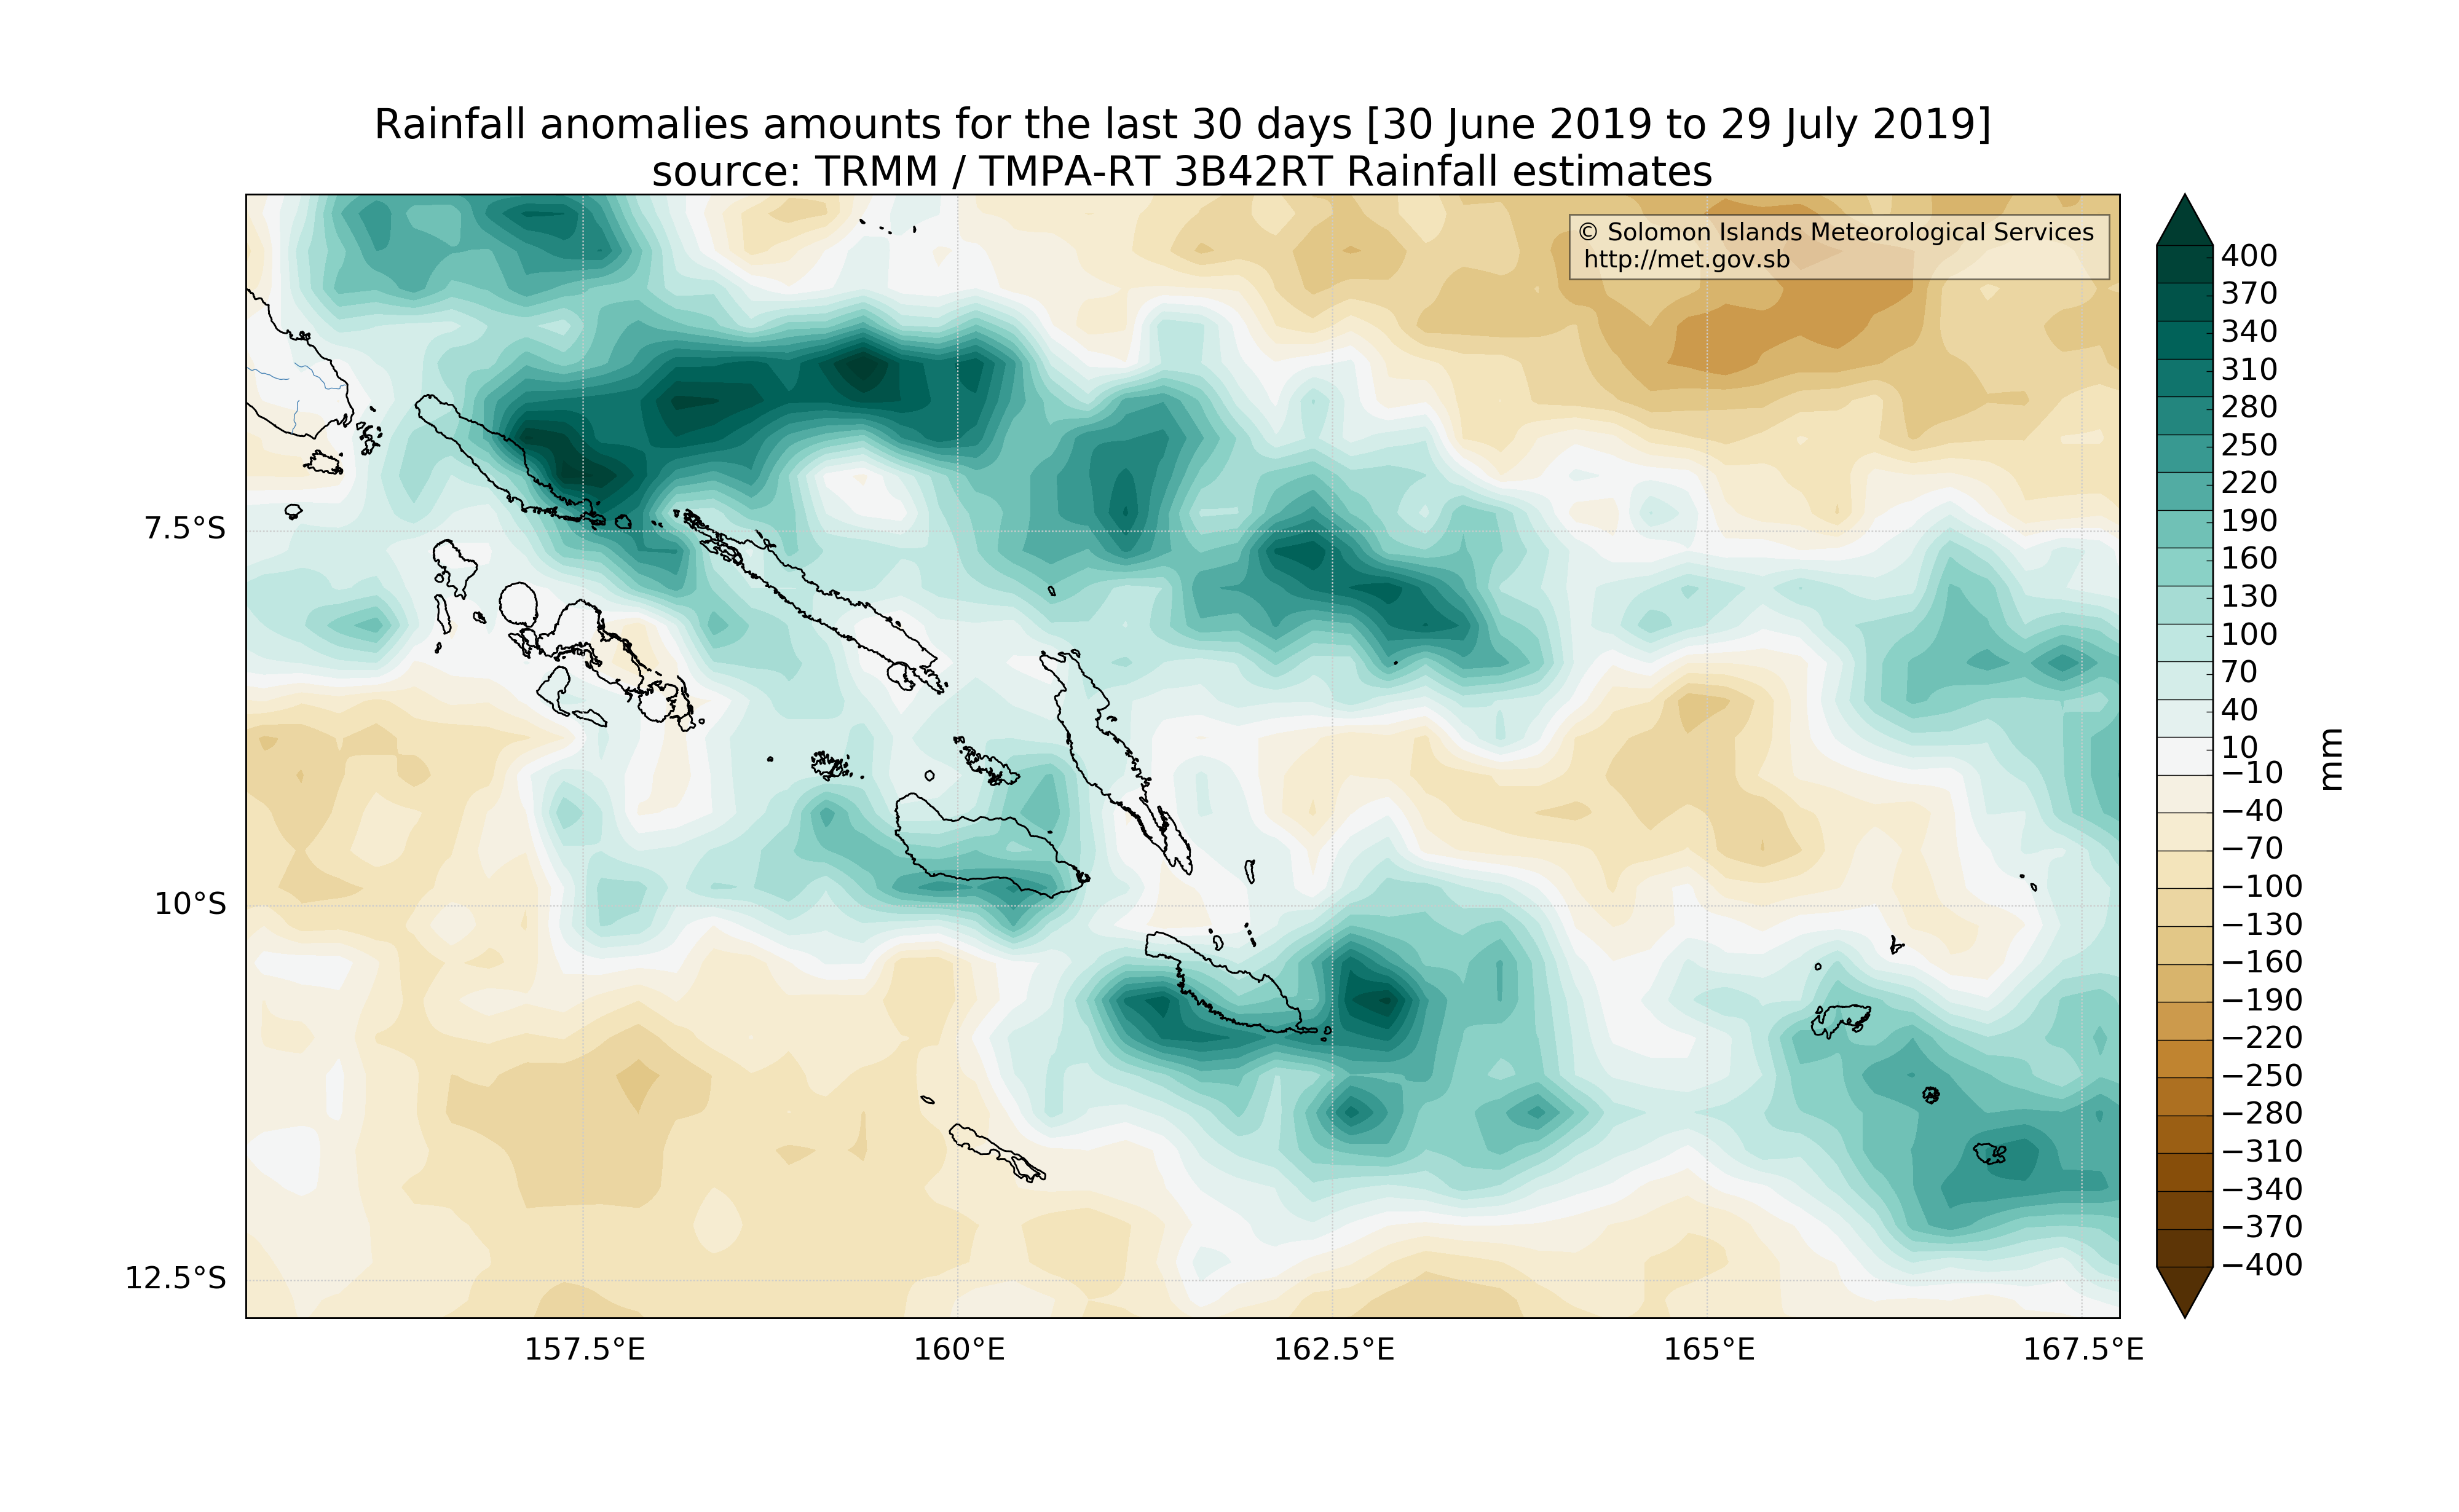 Rainfall anomalies amounts for the last 30 days [30 June 2019 to 29 July 2019]
source: TRMM / TMPA-RT 3B42RT Rainfall estimates
© Solomon Islands Meteorological Services
http://met.gov.sb
7.5°S
10°S
12.5°S
157.5°E
160°E
162.5°E
165°E
167.5°E
400
370
340
310
280
250
220
190
160
130
100
70
40
10
−10
−40
−70
−100
−130
−160
−190
−220
−250
−280
−310
−340
−370
−400
mm